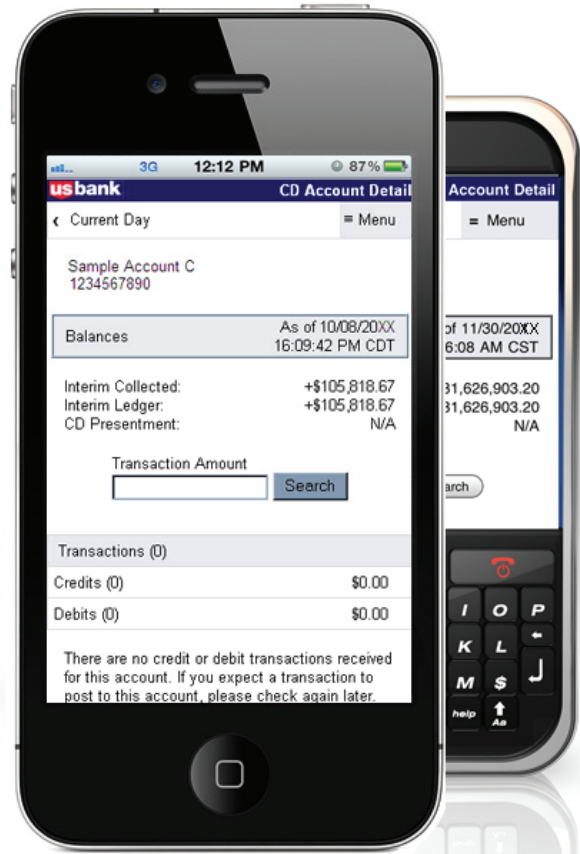 3G 12:12 PM 87%
usbank CD Account Detail
Current Day ≡ Menu
Sample Account C
1234567890
Balances As of 10/08/20XX
16:09:42 PM CDT
Interim Collected: +$105,818.67
Interim Ledger: +$105,818.67
CD Presentment: N/A
Transaction Amount
Search
Transactions (0)
Credits (0) $0.00
Debits (0) $0.00
There are no credit or debit transactions received
for this account. If you expect a transaction to
post to this account, please check again later.
Account Detail
≡ Menu
of 11/30/20XX
6:08 AM CST
31,626,903.20
31,626,903.20
N/A
arch
I O P
K L
M $
help Aa